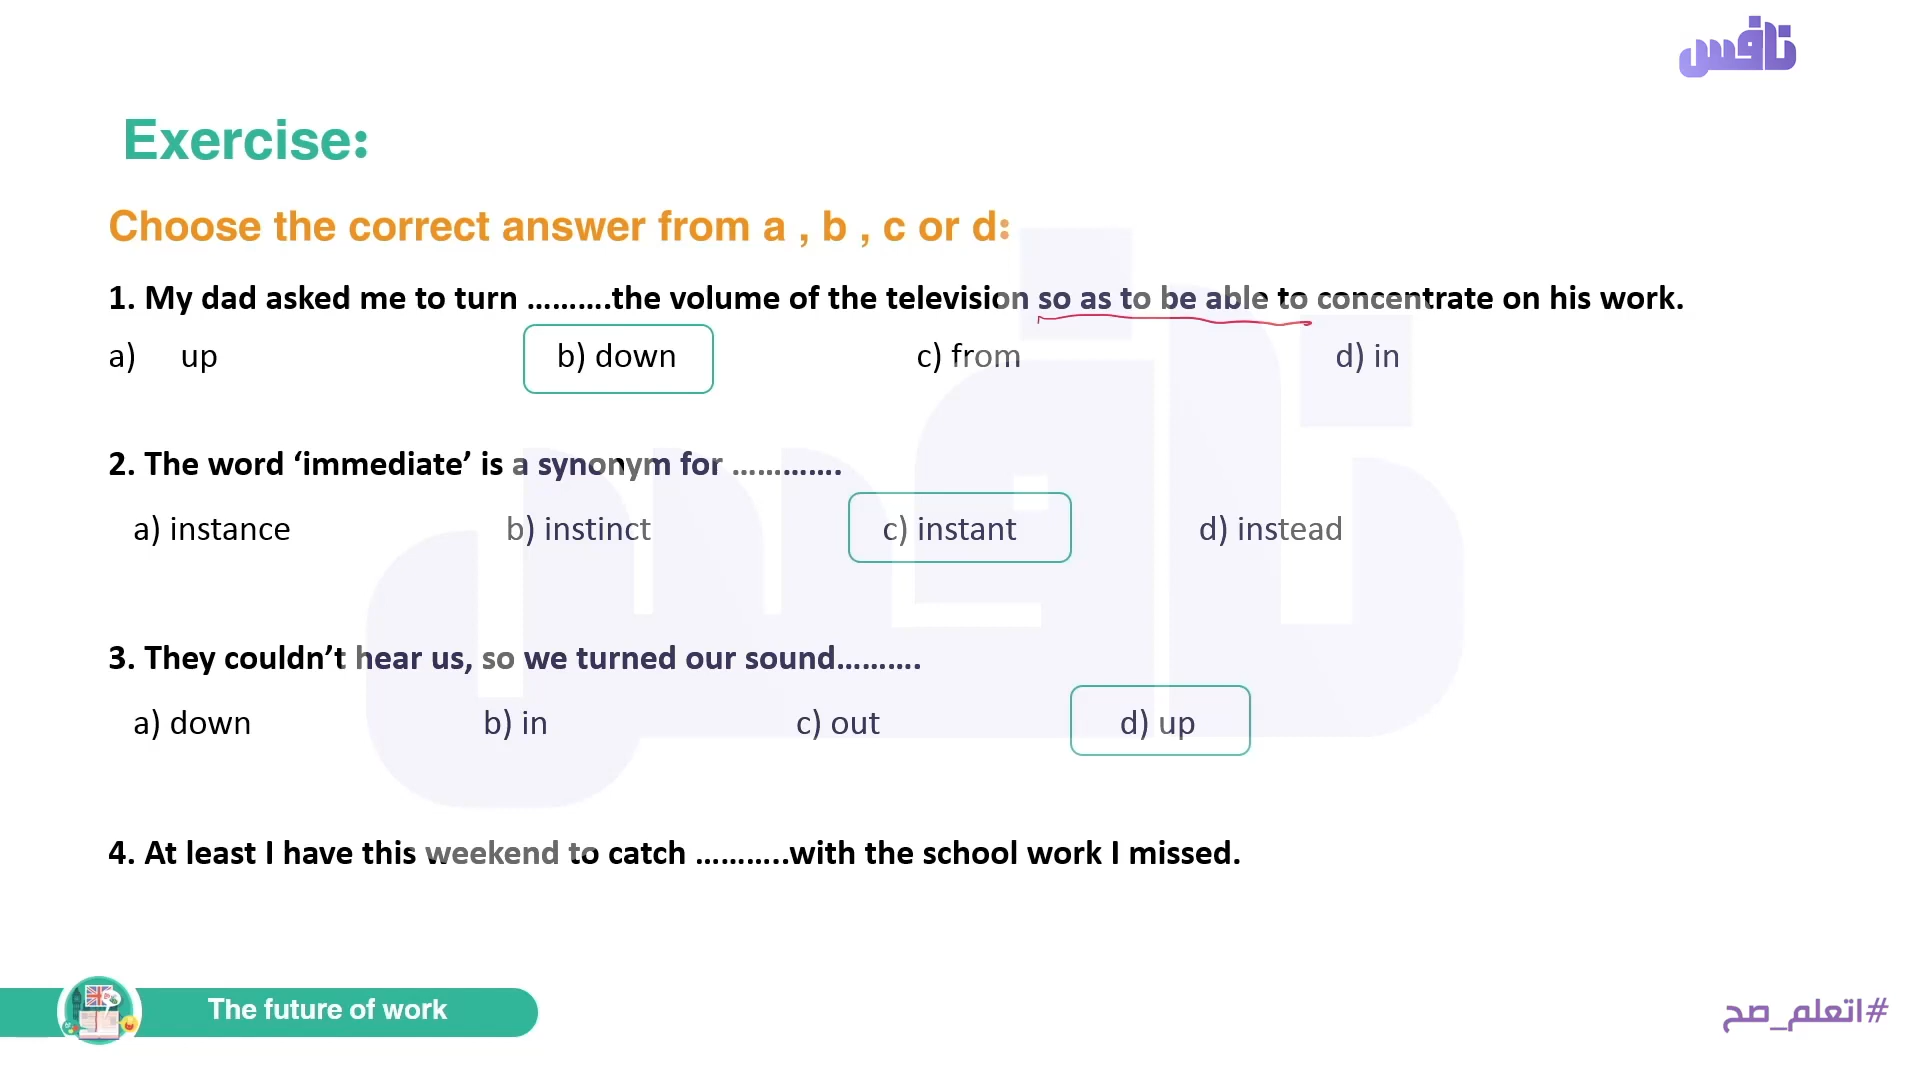 نافس
Exercise:
Choose the correct answer from a , b , c or d:
1. My dad asked me to turn ……….the volume of the television so as to be able to concentrate on his work.
a) up b) down c) from d) in
2. The word ‘immediate’ is a synonym for ………….
a) instance b) instinct c) instant d) instead
3. They couldn’t hear us, so we turned our sound……….
a) down b) in c) out d) up
4. At least I have this weekend to catch ………..with the school work I missed.
The future of work
#اتعلم_صح